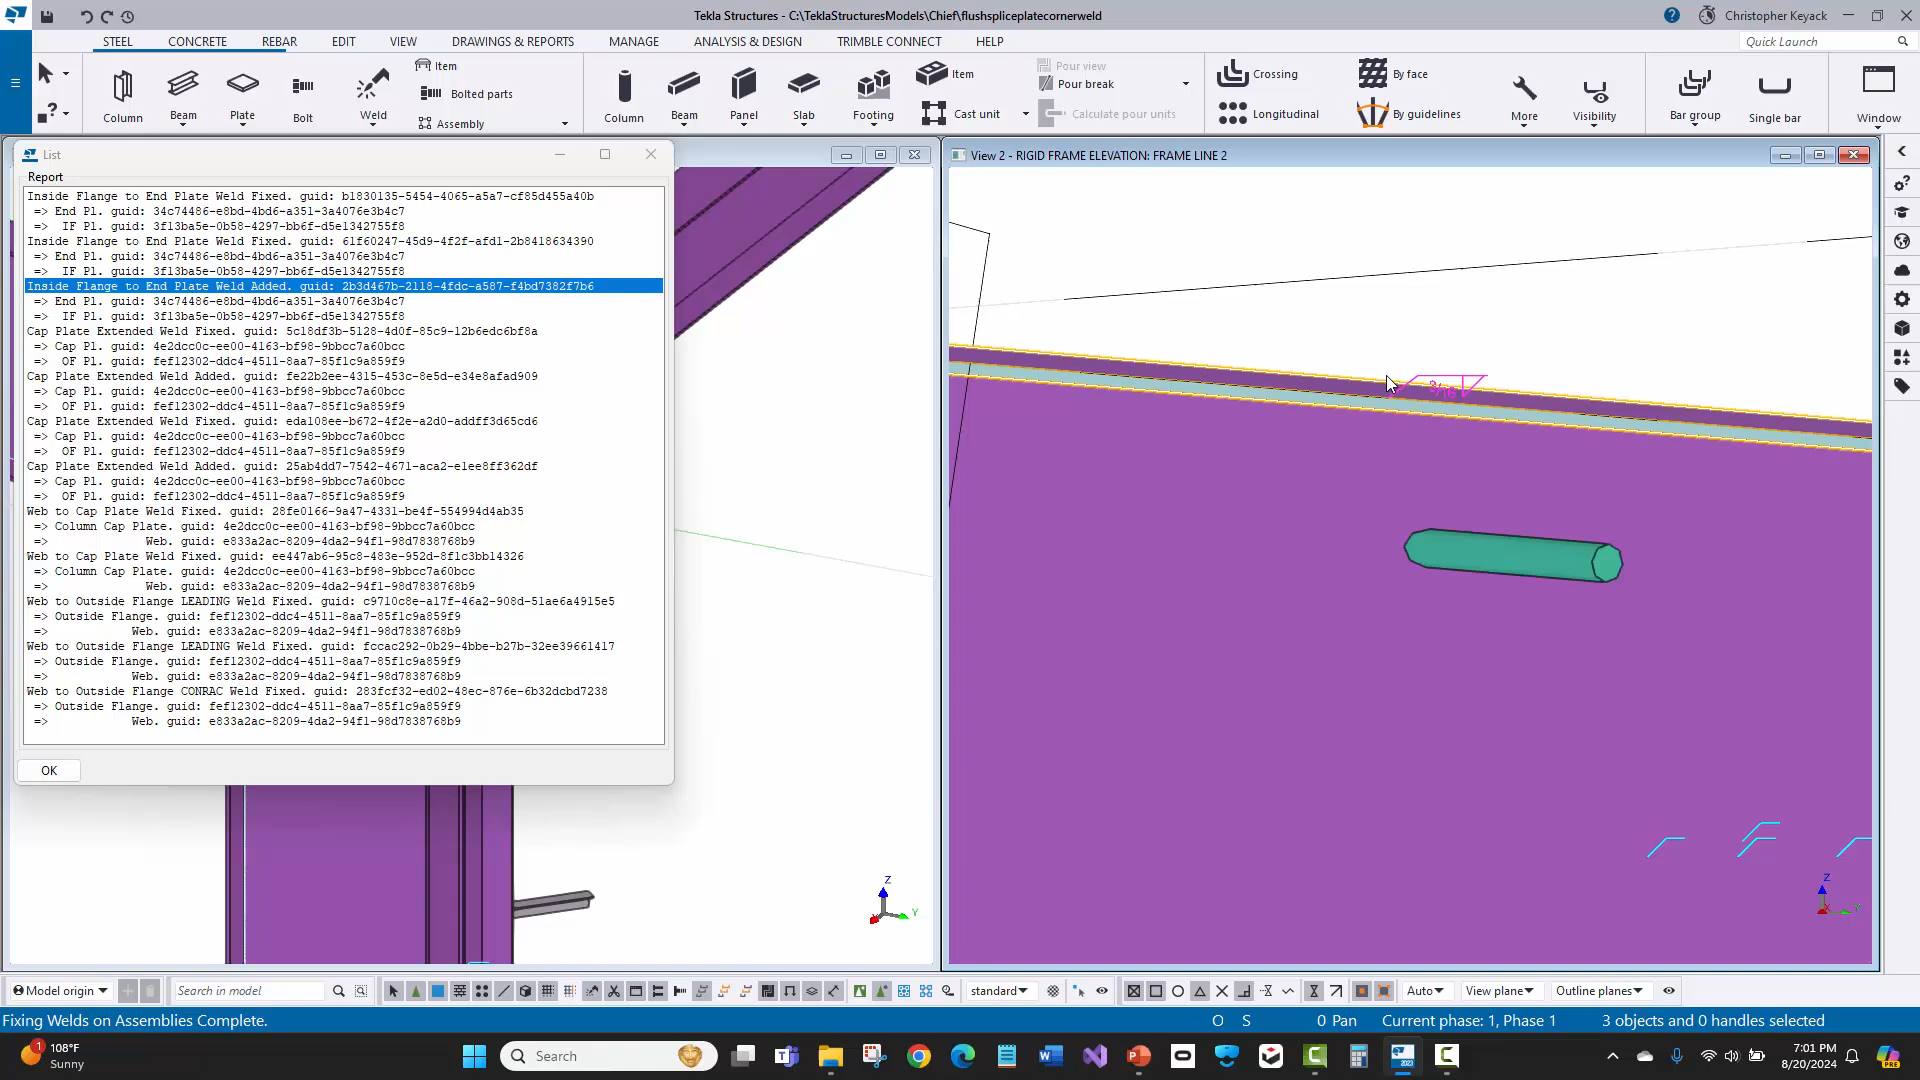 Tekla Structures - C:\TeklaStructuresModels\Chief\flushspliceplatecornerweld
Christopher Keyack
STEEL CONCRETE REBAR EDIT VIEW DRAWINGS & REPORTS MANAGE ANALYSIS & DESIGN TRIMBLE CONNECT HELP
Quick Launch
Column Beam Plate Bolt Weld
Item
Bolted parts
Assembly
Column Beam Panel Slab Footing
Item
Cast unit
Pour view
Pour break
Calculate pour units
Crossing
Longitudinal
By face
By guidelines
More Visibility
Bar group Single bar
Window
List
Report
Inside Flange to End Plate Weld Fixed. guid: b1830135-5454-4065-a5a7-cf85d455a40b
=> End Pl. guid: 34c74486-e8bd-4bd6-a351-3a4076e3b4c7
=> IF Pl. guid: 3f13ba5e-0b58-4297-bb6f-d5e1342755f8
Inside Flange to End Plate Weld Fixed. guid: 61f60247-45d9-4f2f-afd1-2b8418634390
=> End Pl. guid: 34c74486-e8bd-4bd6-a351-3a4076e3b4c7
=> IF Pl. guid: 3f13ba5e-0b58-4297-bb6f-d5e1342755f8
Inside Flange to End Plate Weld Added. guid: 2b3d467b-2118-4fdc-a587-f4bd7382f7b6
=> End Pl. guid: 34c74486-e8bd-4bd6-a351-3a4076e3b4c7
=> IF Pl. guid: 3f13ba5e-0b58-4297-bb6f-d5e1342755f8
Cap Plate Extended Weld Fixed. guid: 5c18df3b-5128-4d0f-85c9-12b6edc6bf8a
=> Cap Pl. guid: 4e2dcc0c-ee00-4163-bf98-9bbcc7a60bcc
=> OF Pl. guid: fef12302-ddc4-4511-8aa7-85f1c9a859f9
Cap Plate Extended Weld Added. guid: fe22b2ee-4315-453c-8e5d-e34e8afad909
=> Cap Pl. guid: 4e2dcc0c-ee00-4163-bf98-9bbcc7a60bcc
=> OF Pl. guid: fef12302-ddc4-4511-8aa7-85f1c9a859f9
Cap Plate Extended Weld Fixed. guid: eda108ee-b672-4f2e-a2d0-addff3d65cd6
=> Cap Pl. guid: 4e2dcc0c-ee00-4163-bf98-9bbcc7a60bcc
=> OF Pl. guid: fef12302-ddc4-4511-8aa7-85f1c9a859f9
Cap Plate Extended Weld Added. guid: 25ab4dd7-7542-4671-aca2-e1ee8ff362df
=> Cap Pl. guid: 4e2dcc0c-ee00-4163-bf98-9bbcc7a60bcc
=> OF Pl. guid: fef12302-ddc4-4511-8aa7-85f1c9a859f9
Web to Cap Plate Weld Fixed. guid: 28fe0166-9a47-4331-be4f-554994d4ab35
=> Column Cap Plate. guid: 4e2dcc0c-ee00-4163-bf98-9bbcc7a60bcc
=> Web. guid: e833a2ac-8209-4da2-94f1-98d7838768b9
Web to Cap Plate Weld Fixed. guid: ee447ab6-95c8-483e-952d-8f1c3bb14326
=> Column Cap Plate. guid: 4e2dcc0c-ee00-4163-bf98-9bbcc7a60bcc
=> Web. guid: e833a2ac-8209-4da2-94f1-98d7838768b9
Web to Outside Flange LEADING Weld Fixed. guid: c9710c8e-a17f-46a2-908d-51ae6a4915e5
=> Outside Flange. guid: fef12302-ddc4-4511-8aa7-85f1c9a859f9
=> Web. guid: e833a2ac-8209-4da2-94f1-98d7838768b9
Web to Outside Flange LEADING Weld Fixed. guid: fccac292-0b29-4bbe-b27b-32ee39661417
=> Outside Flange. guid: fef12302-ddc4-4511-8aa7-85f1c9a859f9
=> Web. guid: e833a2ac-8209-4da2-94f1-98d7838768b9
Web to Outside Flange CONRAC Weld Fixed. guid: 283fcf32-ed02-48ec-876e-6b32dcbd7238
=> Outside Flange. guid: fef12302-ddc4-4511-8aa7-85f1c9a859f9
=> Web. guid: e833a2ac-8209-4da2-94f1-98d7838768b9
OK
Z
Y
X
View 2 - RIGID FRAME ELEVATION: FRAME LINE 2
3/16
Z
X
Y
Model origin Search in model standard Auto View plane Outline planes
Fixing Welds on Assemblies Complete. O S 0 Pan Current phase: 1, Phase 1 3 objects and 0 handles selected
1
108°F
Sunny
Search
7:01 PM
8/20/2024
PRE